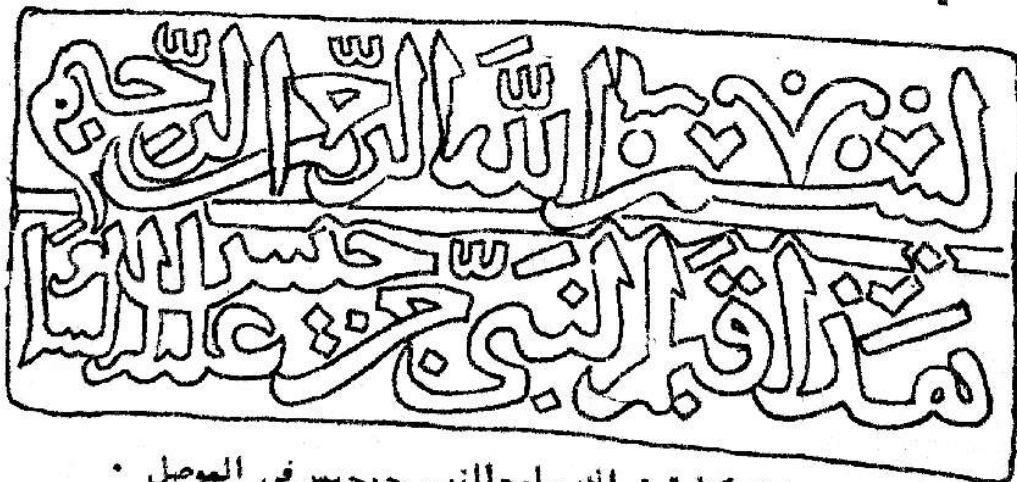 بسم الله الرحمن الرحيم
هذا قبر النبي جرجيس عليه السلام
جرجيس في الموصل .